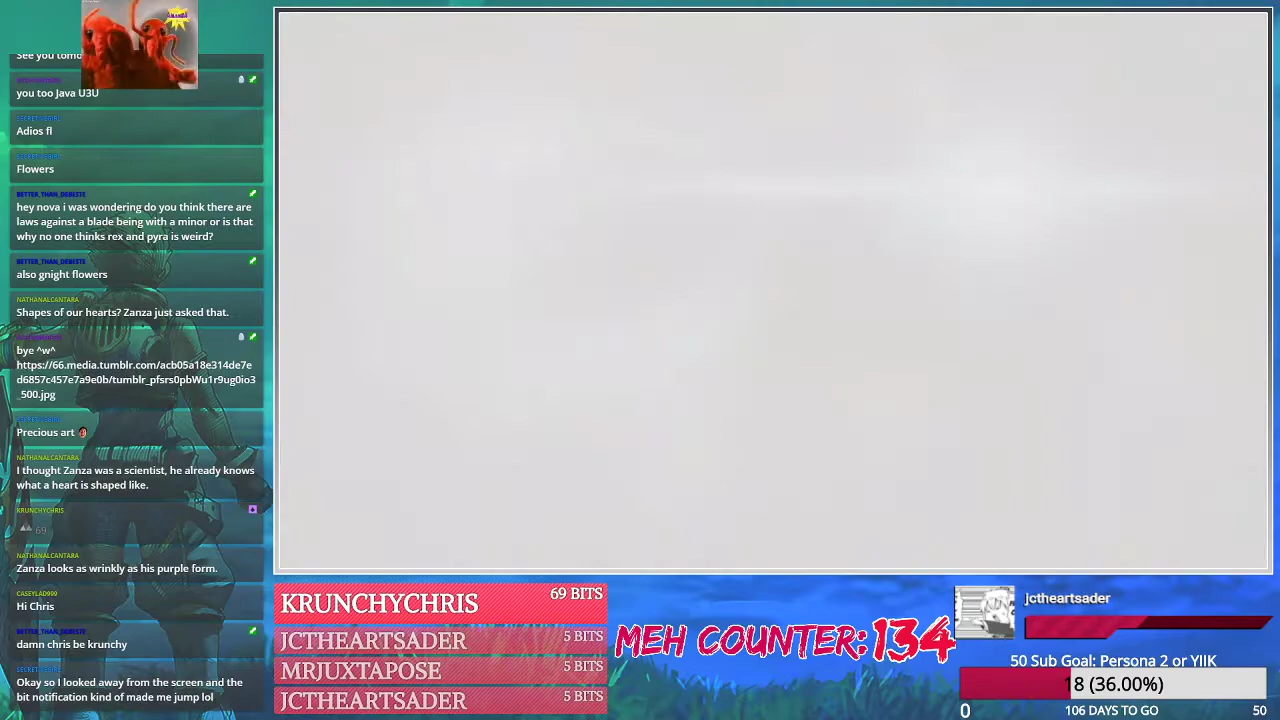 See you tomo
you too Java U3U
Adios fl
Flowers
BETTER_THAN_DEBESTE
hey nova i was wondering do you think there are
laws against a blade being with a minor or is that
why no one thinks rex and pyra is weird?
BETTER_THAN_DEBESTE
also gnight flowers
NATHANALCANTARA
Shapes of our hearts? Zanza just asked that.
bye ^w^
https://66.media.tumblr.com/acb05a18e314de7e
d6857c457e7a9e0b/tumblr_pfsrs0pbWu1r9ug0io3
_500.jpg
Precious art
NATHANALCANTARA
I thought Zanza was a scientist, he already knows
what a heart is shaped like.
KRUNCHYCHRIS
69
NATHANALCANTARA
Zanza looks as wrinkly as his purple form.
CASEYLAD999
Hi Chris
BETTER_THAN_DEBESTE
damn chris be krunchy
Okay so I looked away from the screen and the
bit notification kind of made me jump lol
KRUNCHYCHRIS 69 BITS
JCTHEARTSADER 5 BITS
MRJUXTAPOSE 5 BITS
JCTHEARTSADER 5 BITS
MEH COUNTER:134
jctheartsader
50 Sub Goal: Persona 2 or YIIK
18 (36.00%)
0 106 DAYS TO GO 50